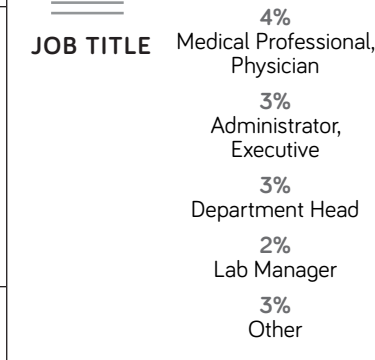 JOB TITLE
4%
Medical Professional,
Physician
3%
Administrator,
Executive
3%
Department Head
2%
Lab Manager
3%
Other